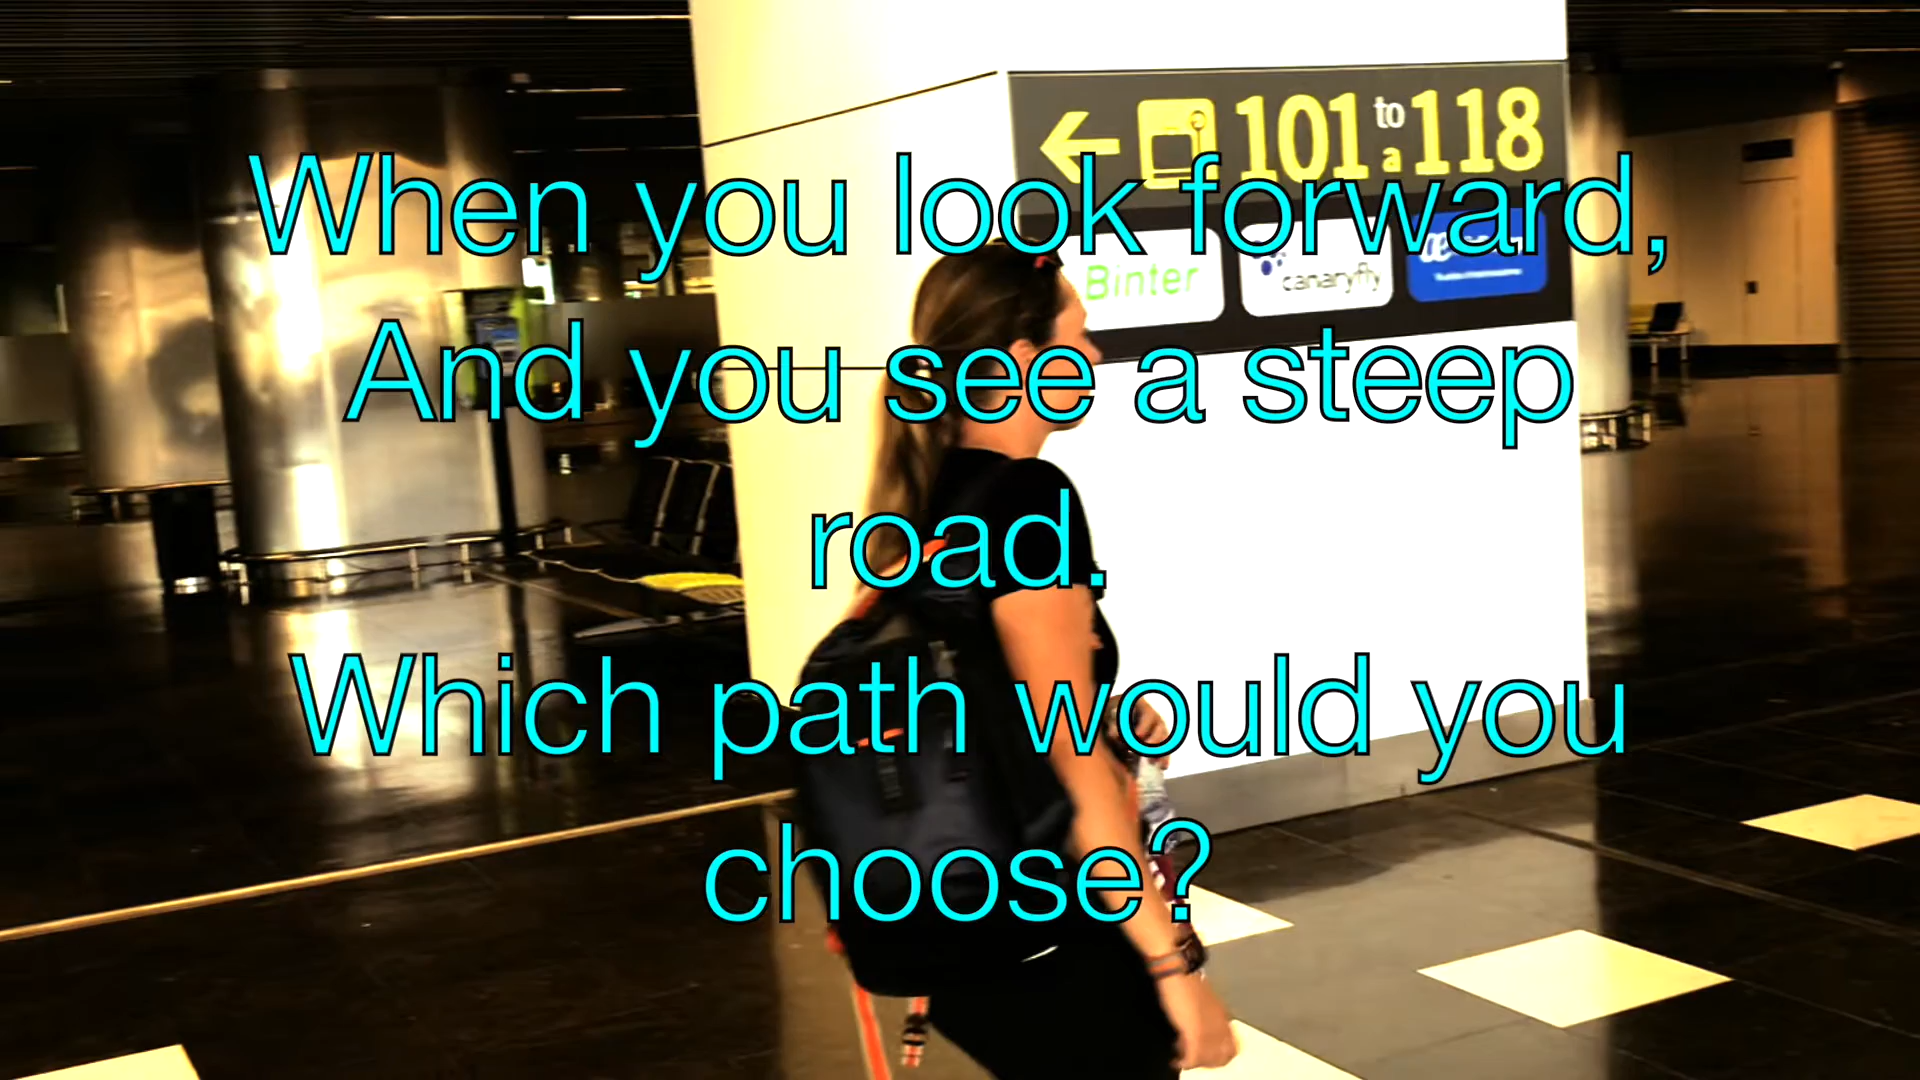 101 to a 118
When you look forward,
Binter
canaryfly
And you see a steep
road.
Which path would you
choose?